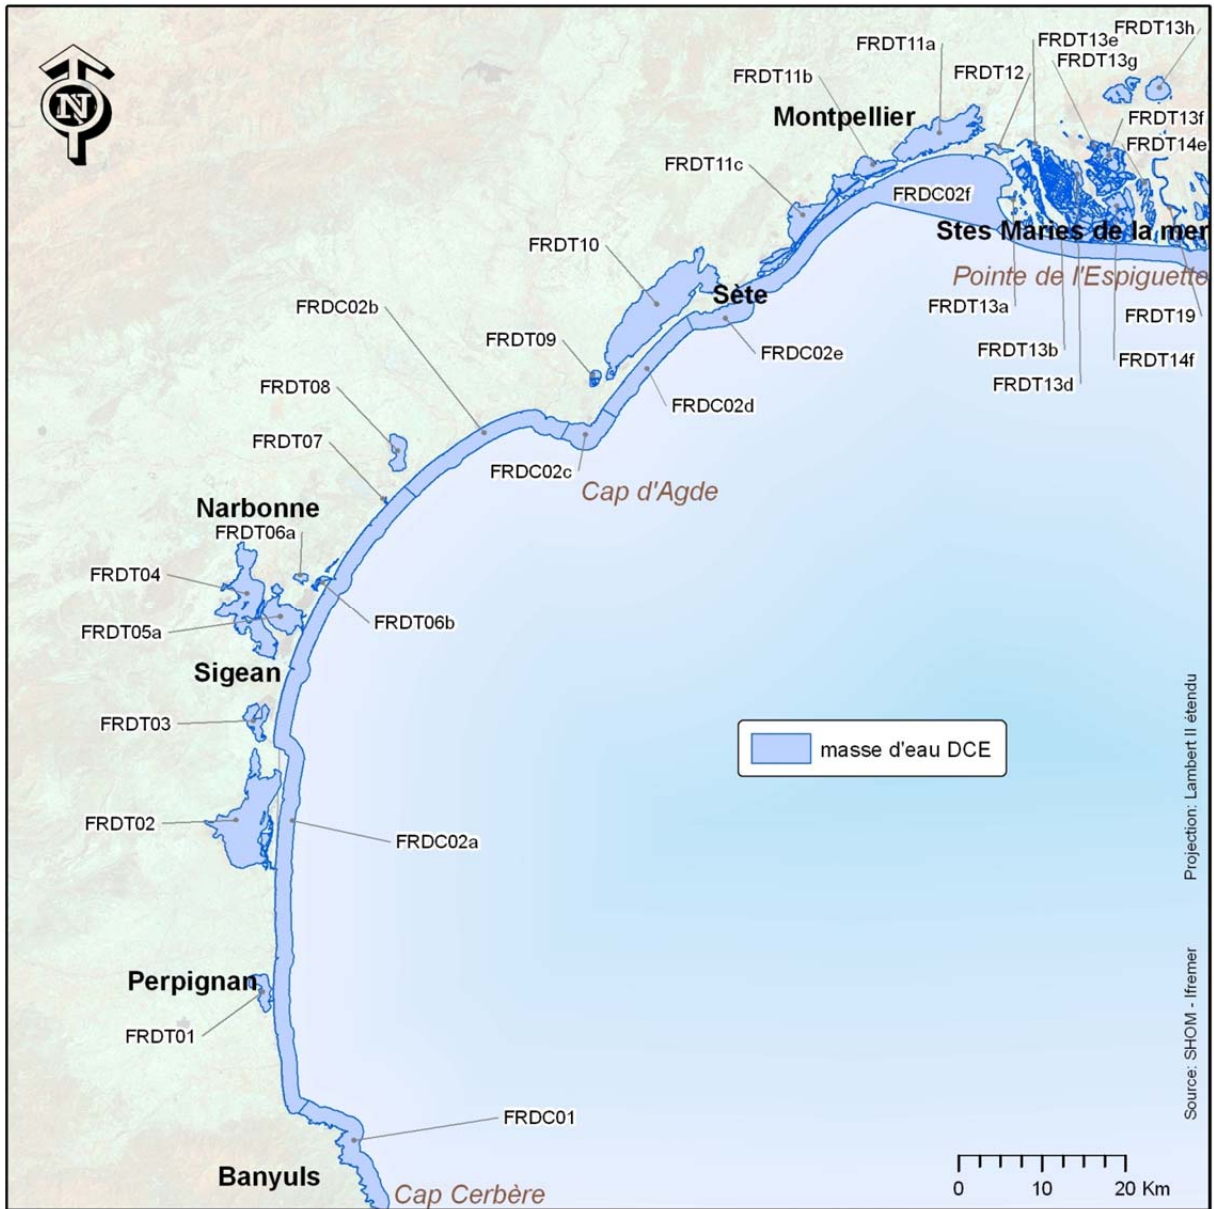 N
FRDT13h
FRDT11a
FRDT13e
FRDT12
FRDT13g
FRDT11b
Montpellier
FRDT13f
FRDT14e
FRDT11c
FRDC02f
Stes Maries de la mer
FRDT10
Pointe de l'Espiguette
Sète
FRDC02b
FRDT13a
FRDT19
FRDT09
FRDC02e
FRDT13b
FRDT14f
FRDT08
FRDT13d
FRDC02d
FRDT07
FRDC02c
Cap d'Agde
Narbonne
FRDT06a
FRDT04
FRDT05a
FRDT06b
Sigean
FRDT03
masse d'eau DCE
Projection: Lambert II étendu
FRDT02
FRDC02a
Perpignan
FRDT01
Source: SHOM - Ifremer
FRDC01
Banyuls
Cap Cerbère
0 10 20 Km